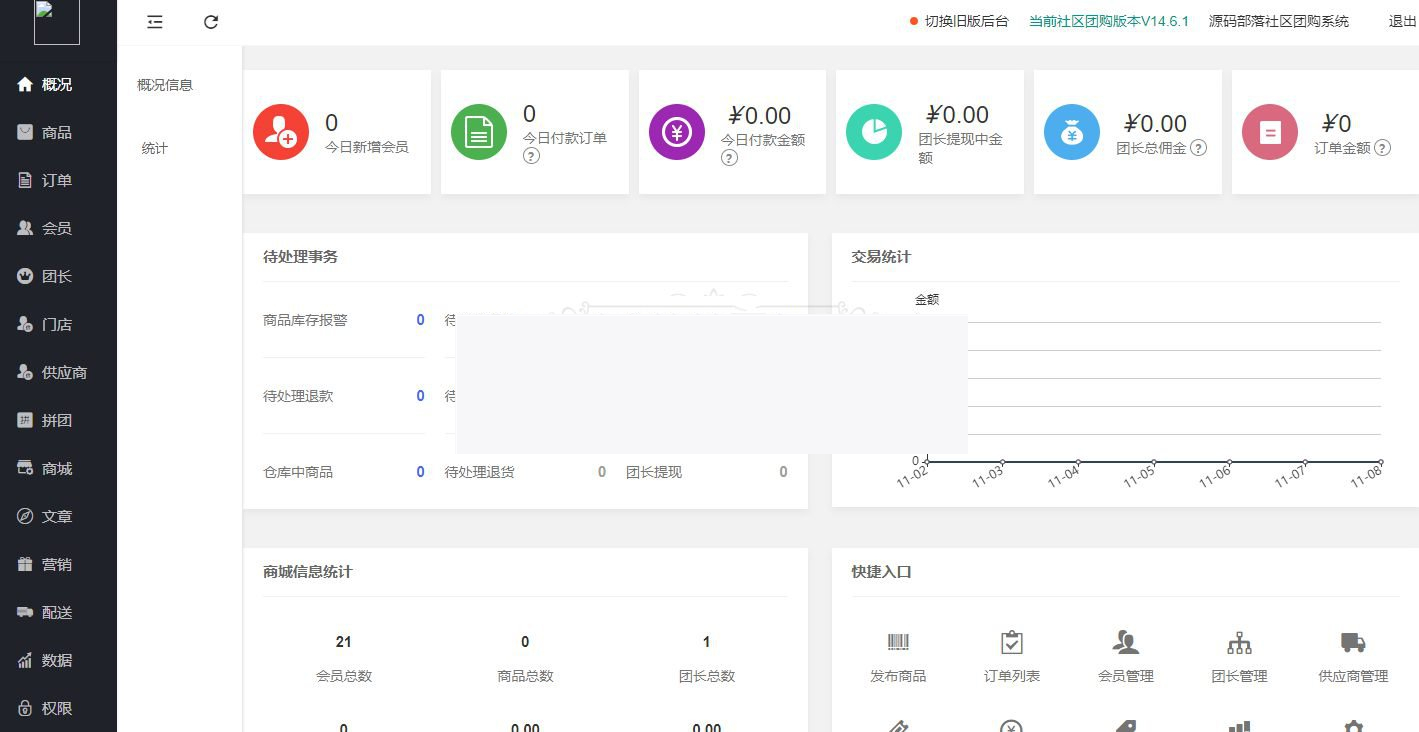 切换旧版后台 当前社区团购版本V14.6.1 源码部落社区团购系统 退出
概况
商品
订单
会员
团长
门店
供应商
拼团
商城
文章
营销
配送
数据
权限
概况信息
统计
0
今日新增会员
0
今日付款订单
?
¥0.00
今日付款金额
?
¥0.00
团长提现中金
额
¥0.00
团长总佣金 ?
¥0
订单金额 ?
待处理事务
商品库存报警 0 待
待处理退款 0 待
仓库中商品 0 待处理退货 0 团长提现 0
交易统计
金额
0
11-02 11-03 11-04 11-05 11-06 11-07 11-08
商城信息统计
21 0 1
会员总数 商品总数 团长总数
0 0.00 0.00
快捷入口
发布商品 订单列表 会员管理 团长管理 供应商管理